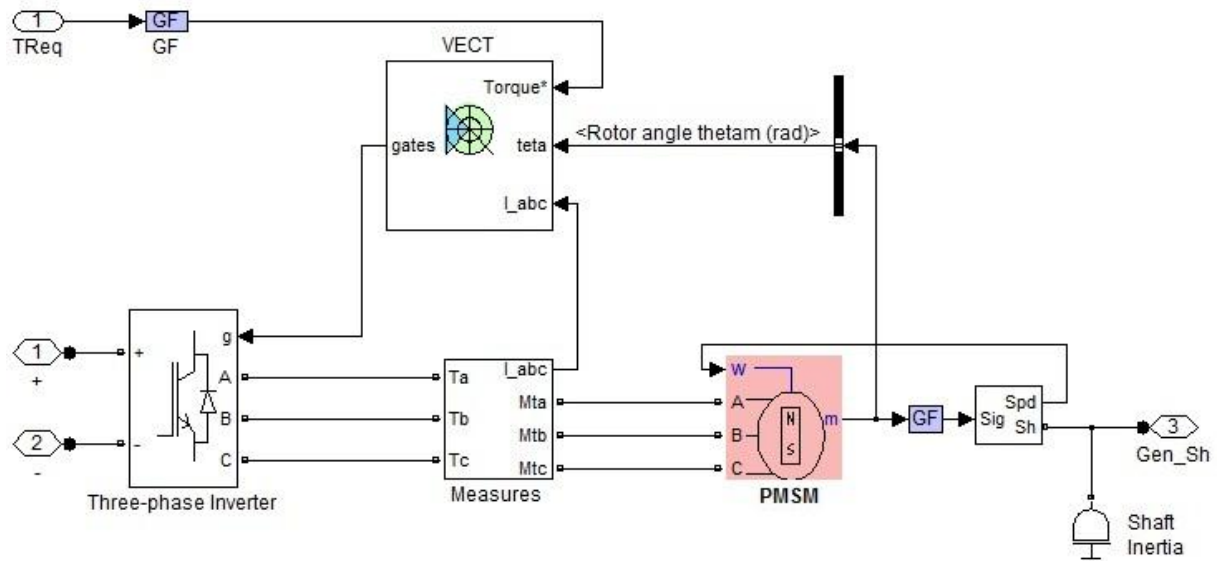 1
TReq
GF
GF
VECT
Torque*
gates
teta
I_abc
<Rotor angle thetam (rad)>
1
+
2
-
+
-
g
A
B
C
Three-phase Inverter
I_abc
Ta
Tb
Tc
Mta
Mtb
Mtc
Measures
W
A
B
C
N
S
m
PMSM
GF
Sig
Spd
Sh
3
Gen_Sh
Shaft
Inertia